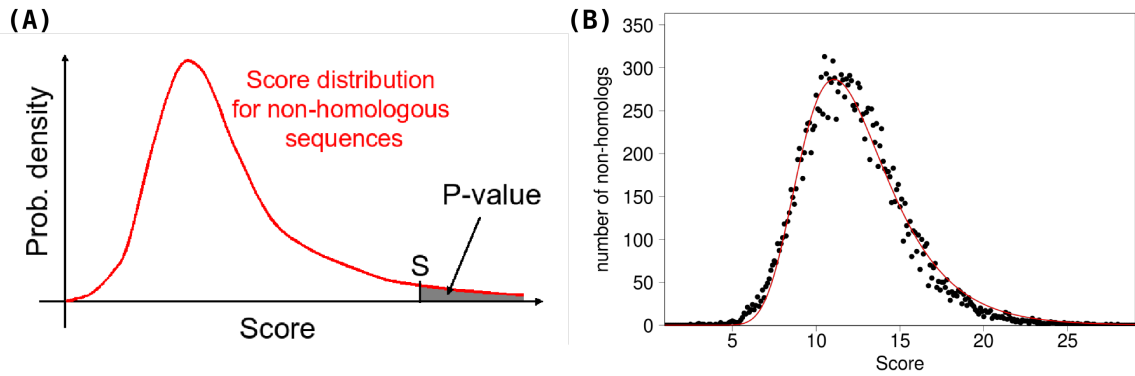 (A)
Prob. density
Score distribution
for non-homologous
sequences
P-value
S
Score
(B)
number of non-homologs
350
300
250
200
150
100
50
0
5
10
15
20
25
Score